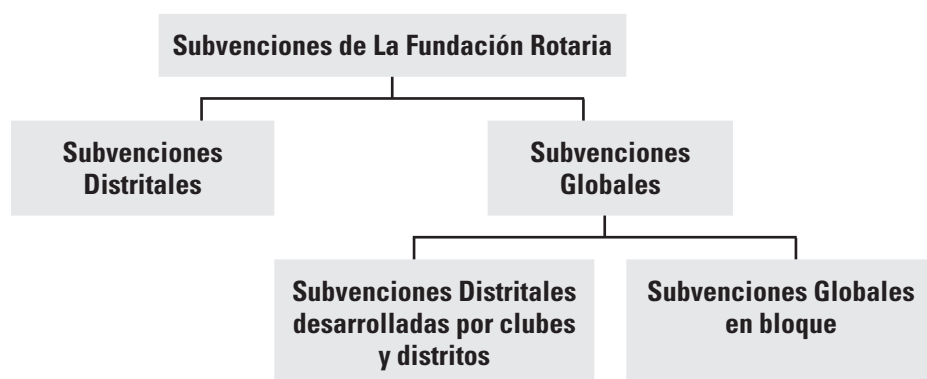 Subvenciones de La Fundación Rotaria
Subvenciones
Distritales
Subvenciones
Globales
Subvenciones Distritales
desarrolladas por clubes
y distritos
Subvenciones Globales
en bloque